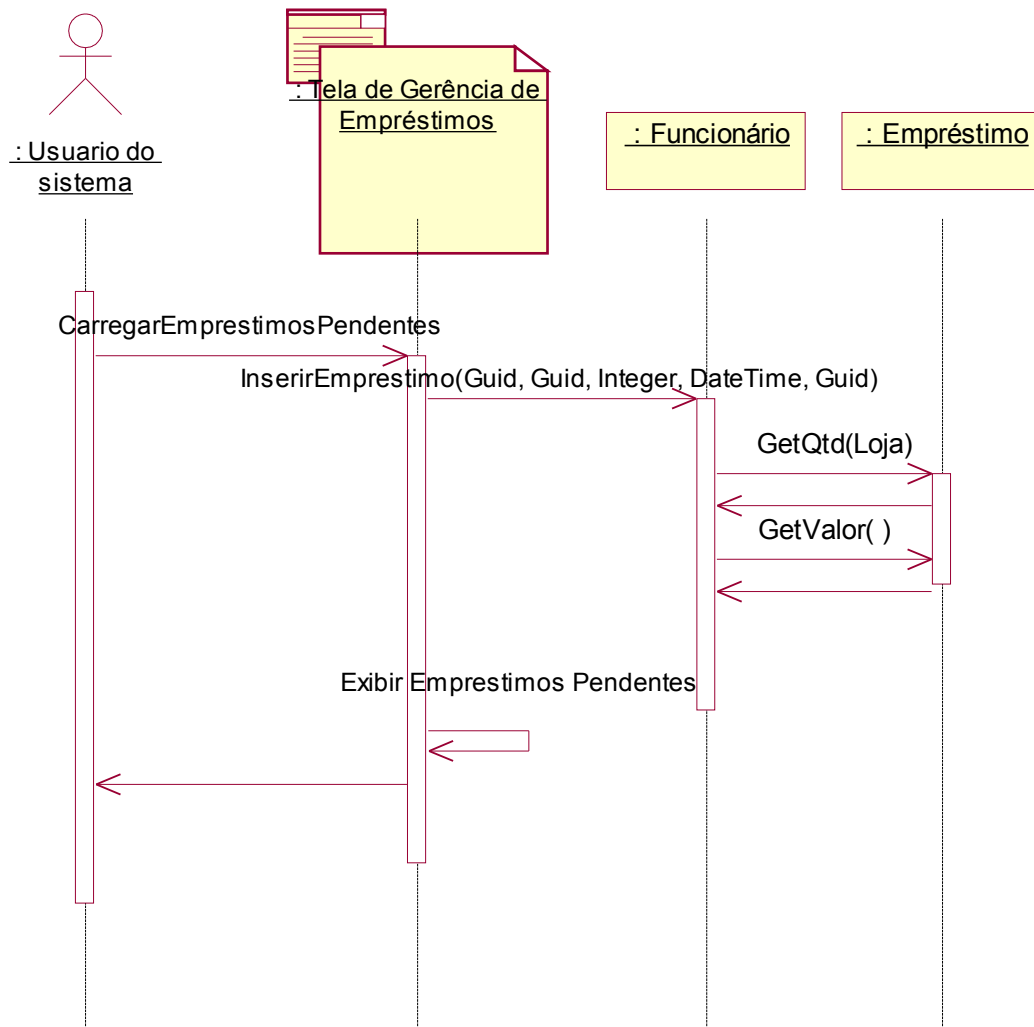 : Usuario do
sistema
: Tela de Gerência de
Empréstimos
: Funcionário
: Empréstimo
CarregarEmprestimosPendentes
InserirEmprestimo(Guid, Guid, Integer, DateTime, Guid)
GetQtd(Loja)
GetValor( )
Exibir Emprestimos Pendentes